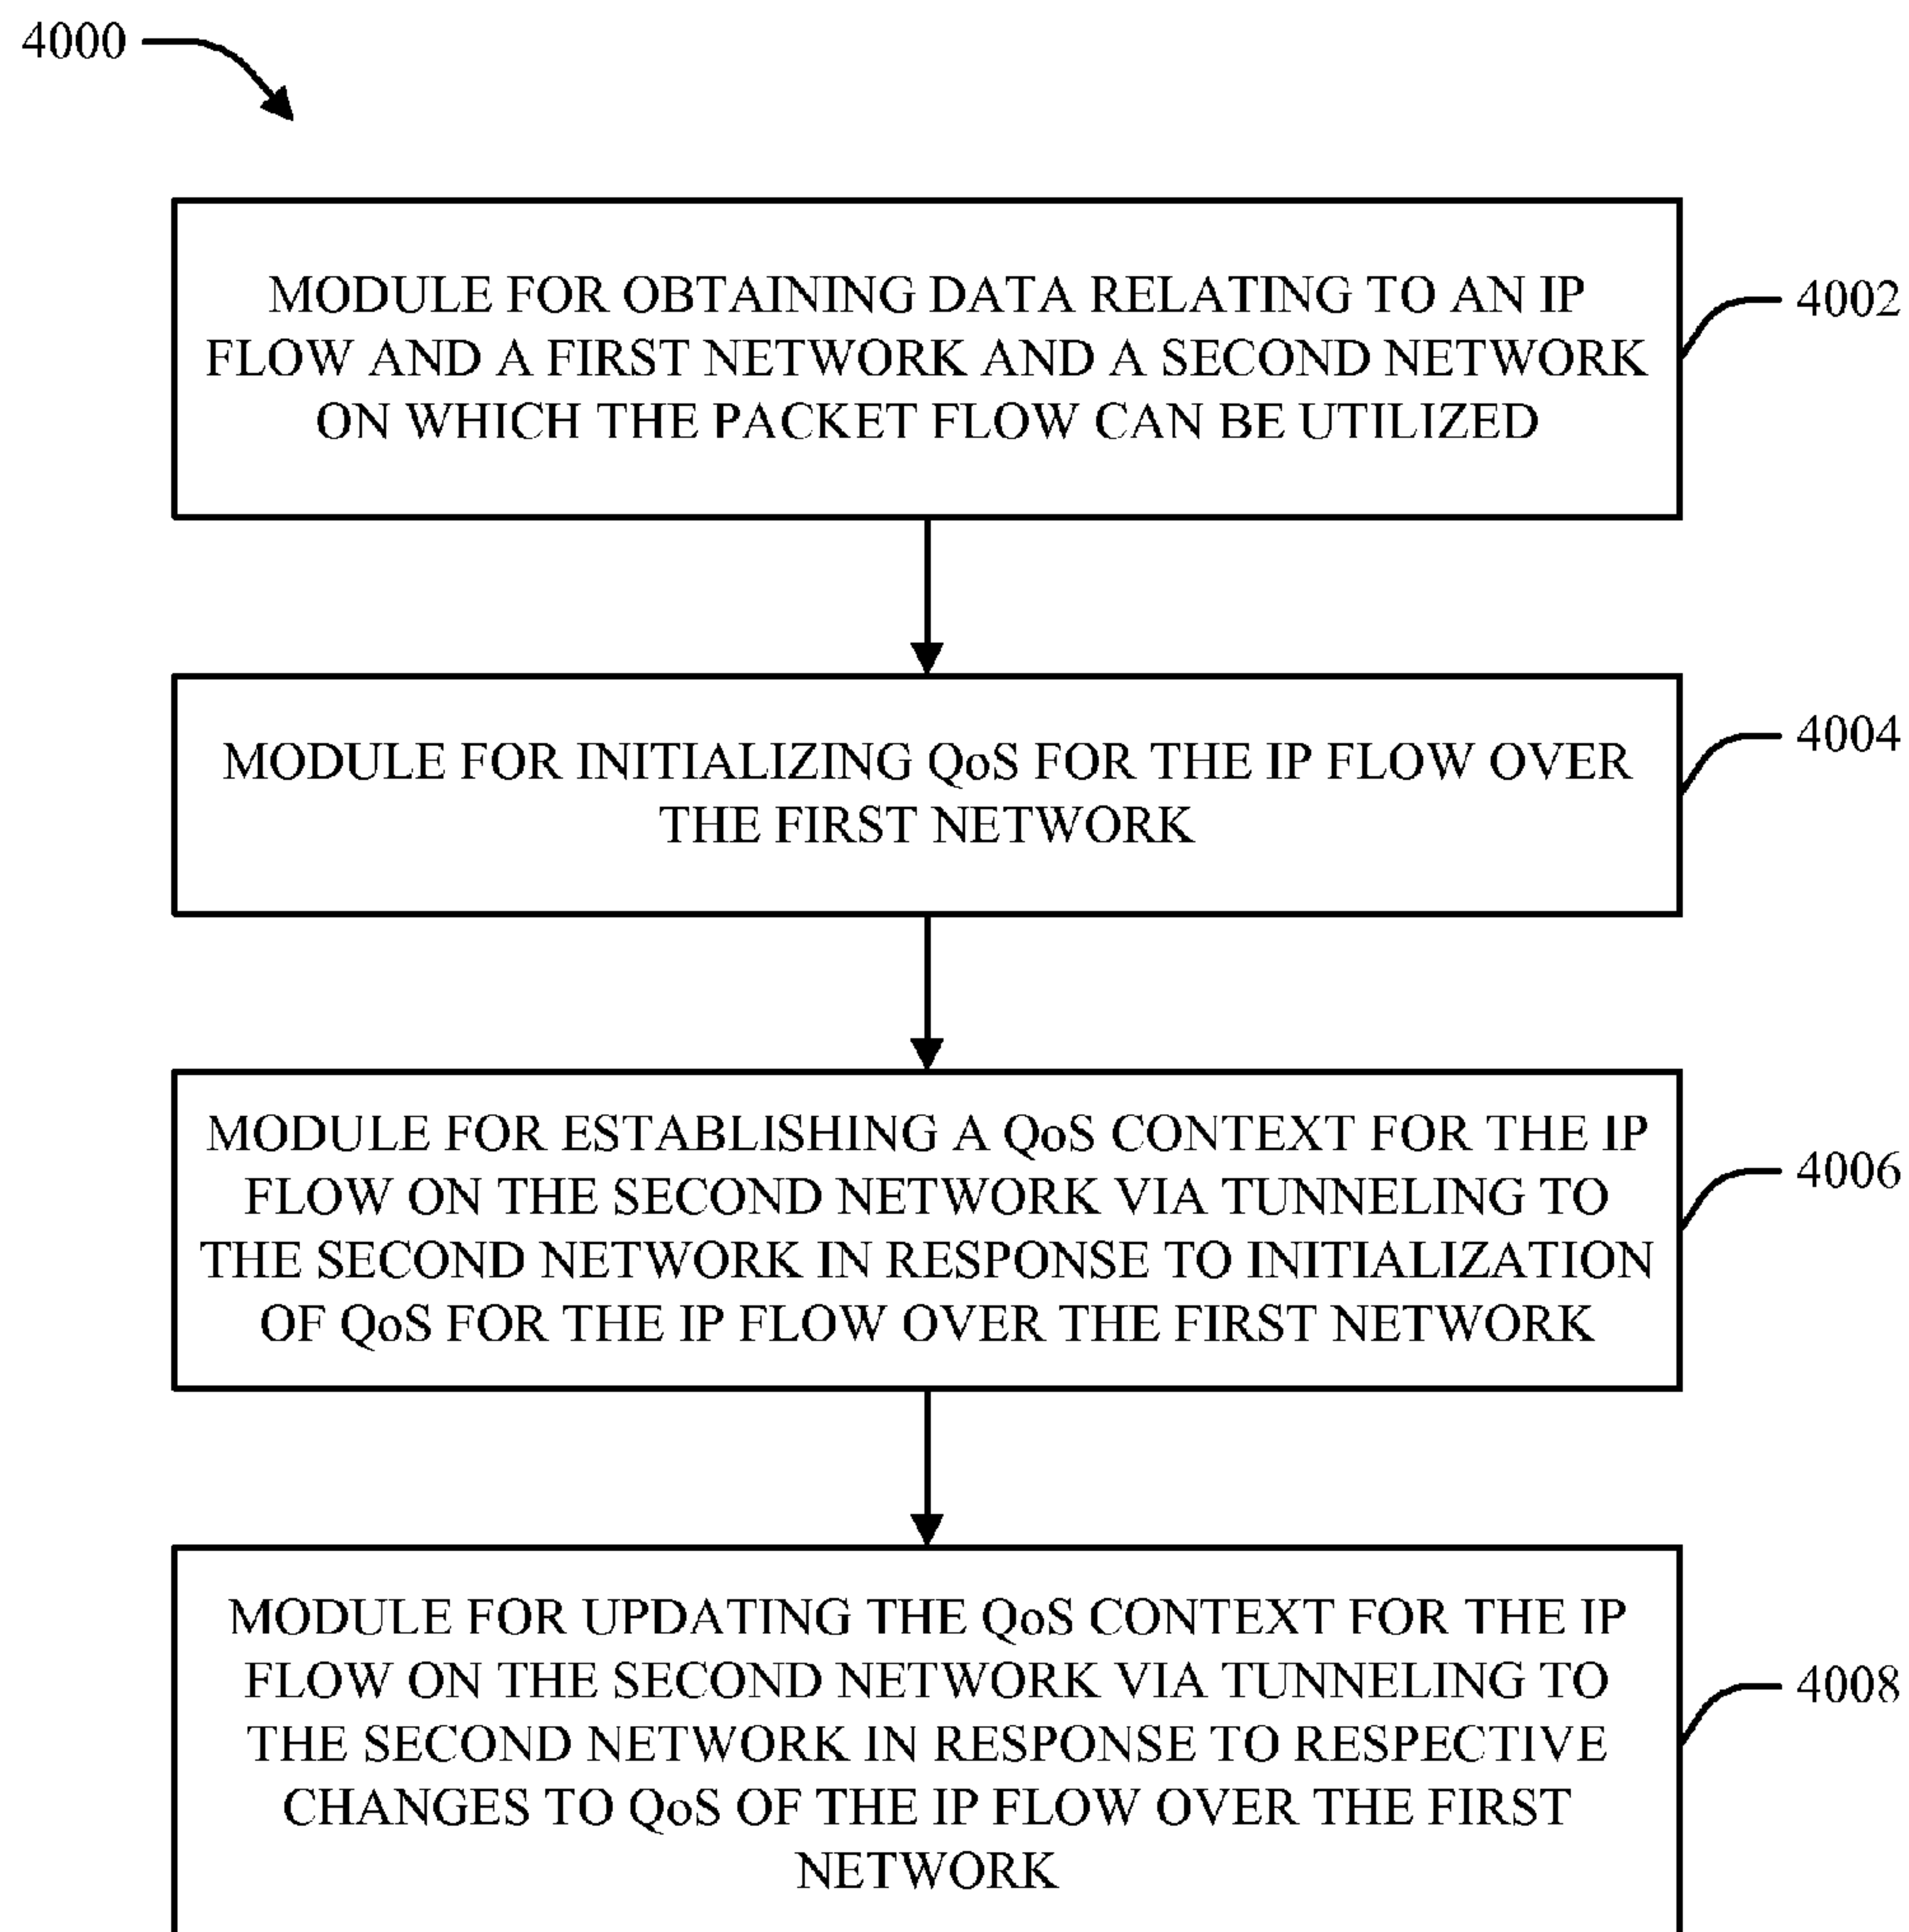 4000
MODULE FOR OBTAINING DATA RELATING TO AN IP
FLOW AND A FIRST NETWORK AND A SECOND NETWORK
ON WHICH THE PACKET FLOW CAN BE UTILIZED
4002
MODULE FOR INITIALIZING QoS FOR THE IP FLOW OVER
THE FIRST NETWORK
4004
MODULE FOR ESTABLISHING A QoS CONTEXT FOR THE IP
FLOW ON THE SECOND NETWORK VIA TUNNELING TO
THE SECOND NETWORK IN RESPONSE TO INITIALIZATION
OF QoS FOR THE IP FLOW OVER THE FIRST NETWORK
4006
MODULE FOR UPDATING THE QoS CONTEXT FOR THE IP
FLOW ON THE SECOND NETWORK VIA TUNNELING TO
THE SECOND NETWORK IN RESPONSE TO RESPECTIVE
CHANGES TO QoS OF THE IP FLOW OVER THE FIRST
NETWORK
4008